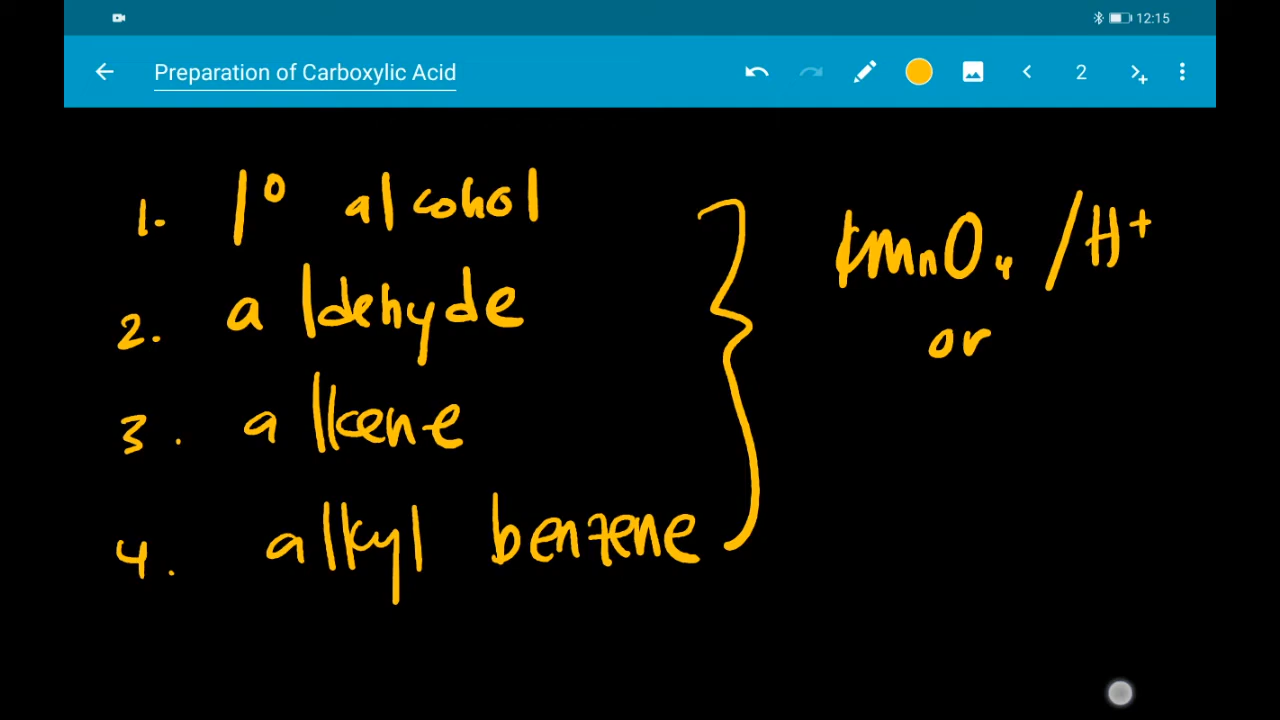 12:15
Preparation of Carboxylic Acid
2
1. 1° alcohol
2. aldehyde
3. alkene
4. alkyl benzene
KMnO4 /H+
or